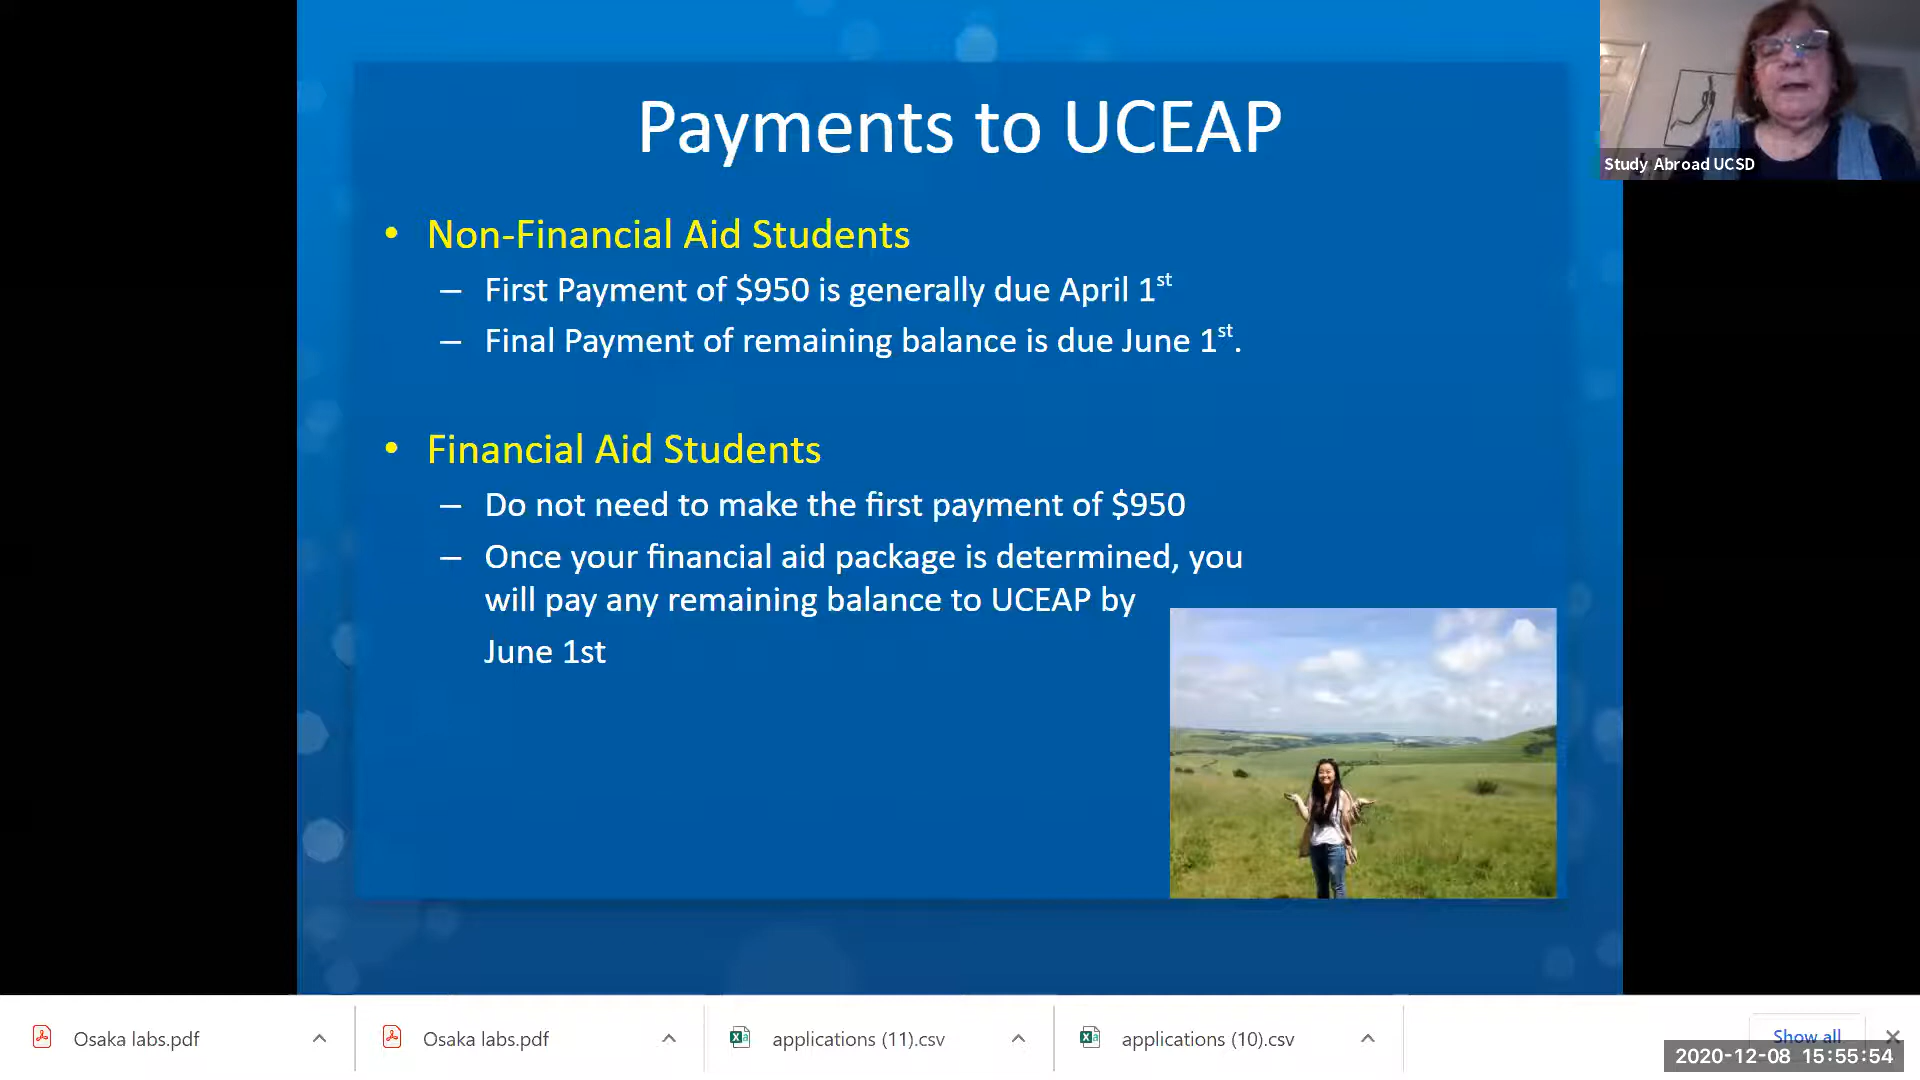 Payments to UCEAP
Study Abroad UCSD
• Non-Financial Aid Students
– First Payment of $950 is generally due April 1st
– Final Payment of remaining balance is due June 1st.
• Financial Aid Students
– Do not need to make the first payment of $950
– Once your financial aid package is determined, you
will pay any remaining balance to UCEAP by
June 1st
Osaka labs.pdf
Osaka labs.pdf
applications (11).csv
applications (10).csv
Show all
2020-12-08 15:55:54